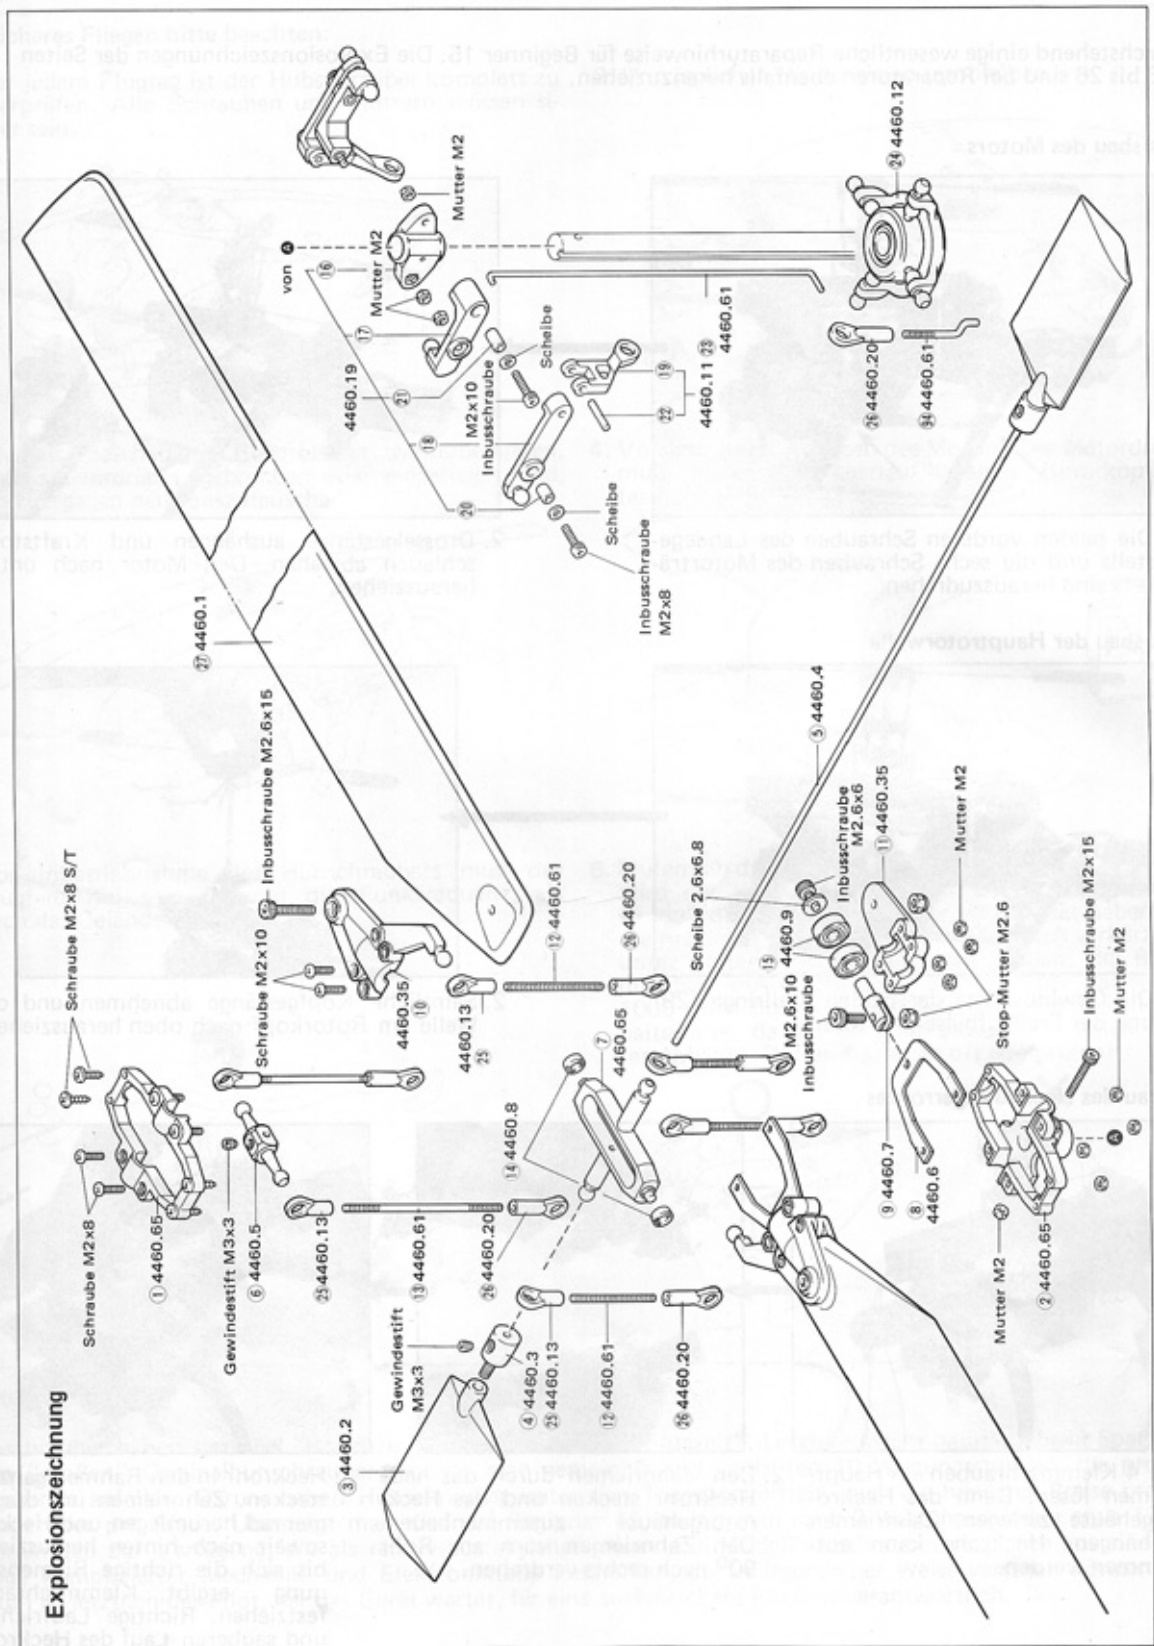 Explosionszeichnung
Schraube M2x8
Schraube M2x8 S/T
① 4460.65
Gewindestift M3x3
⑥ 4460.5
㉕ 4460.13
⑬ 4460.61
㉖ 4460.20
Schraube M2x10
Inbusschraube M2.6x15
4460.35
⑩
4460.13
㉕
⑫ 4460.61
㉖ 4460.20
㉗ 4460.1
③ 4460.2
Gewindestift
M3x3
④ 4460.3
㉕ 4460.13
⑫ 4460.61
㉖ 4460.20
⑭ 4460.8
⑦
4460.65
Scheibe 2,6x6,8
⑮ 4460.9
Inbusschraube
M2.6x6
⑪ 4460.35
Mutter M2
M2.6x10
Inbusschraube
Stop-Mutter M2.6
Inbusschraube M2x15
Mutter M2
⑨ 4460.7
⑧
4460.6
A
Mutter M2
② 4460.65
⑤ 4460.4
von A
Mutter M2
⑯
Mutter M2
⑰
4460.19
㉑
⑱
⑳
M2x10
Inbusschraube
Scheibe
Scheibe
Inbusschraube
M2x8
⑲
㉒
4460.11
㉓
4460.61
㉔ 4460.12
㉖ 4460.20
㉞ 4460.61